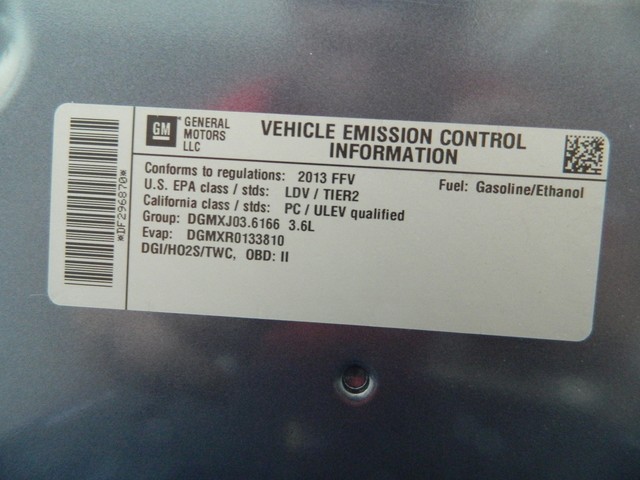 GM
GENERAL
MOTORS
LLC
VEHICLE EMISSION CONTROL
INFORMATION
Conforms to regulations: 2013 FFV
Fuel: Gasoline/Ethanol
U.S. EPA class / stds: LDV / TIER2
California class / stds: PC / ULEV qualified
Group: DGMXJ03.6166 3.6L
Evap: DGMXR0133810
DGI/HO2S/TWC, OBD: II
*DF296870*